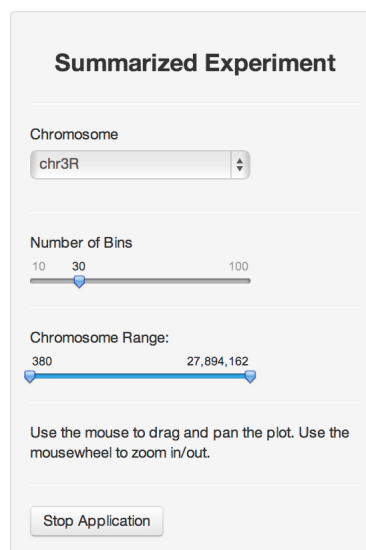 Summarized Experiment
Chromosome
chr3R
Number of Bins
10 30 100
Chromosome Range:
380 27,894,162
Use the mouse to drag and pan the plot. Use the
mousewheel to zoom in/out.
Stop Application